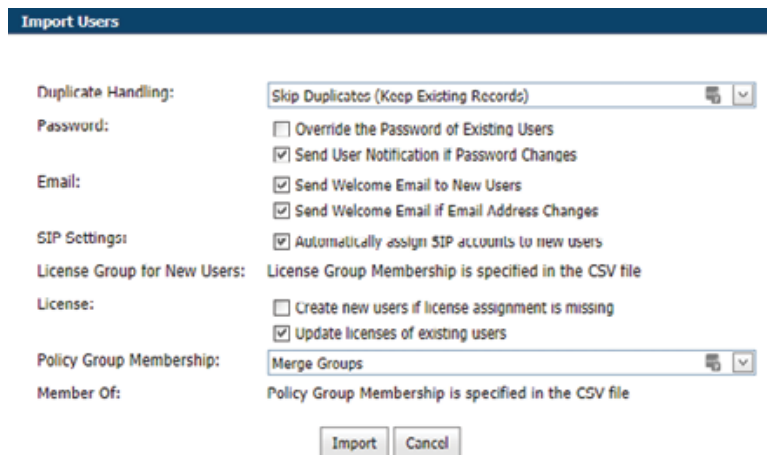 Import Users
Duplicate Handling: Skip Duplicates (Keep Existing Records)
Password: Override the Password of Existing Users
Send User Notification if Password Changes
Email: Send Welcome Email to New Users
Send Welcome Email if Email Address Changes
SIP Settings: Automatically assign SIP accounts to new users
License Group for New Users: License Group Membership is specified in the CSV file
License: Create new users if license assignment is missing
Update licenses of existing users
Policy Group Membership: Merge Groups
Member Of: Policy Group Membership is specified in the CSV file
Import Cancel